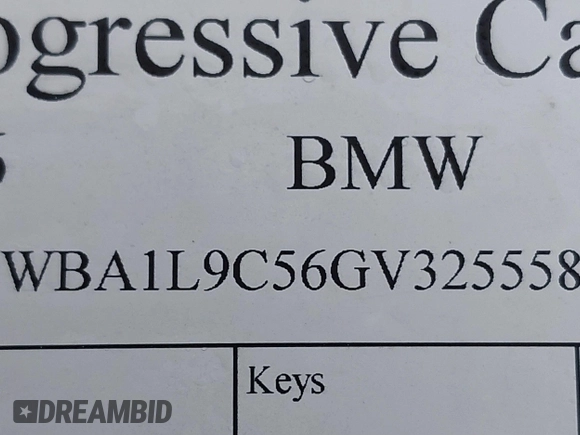 ogressive Ca
BMW
WBA1L9C56GV325558
Keys
DREAMBID